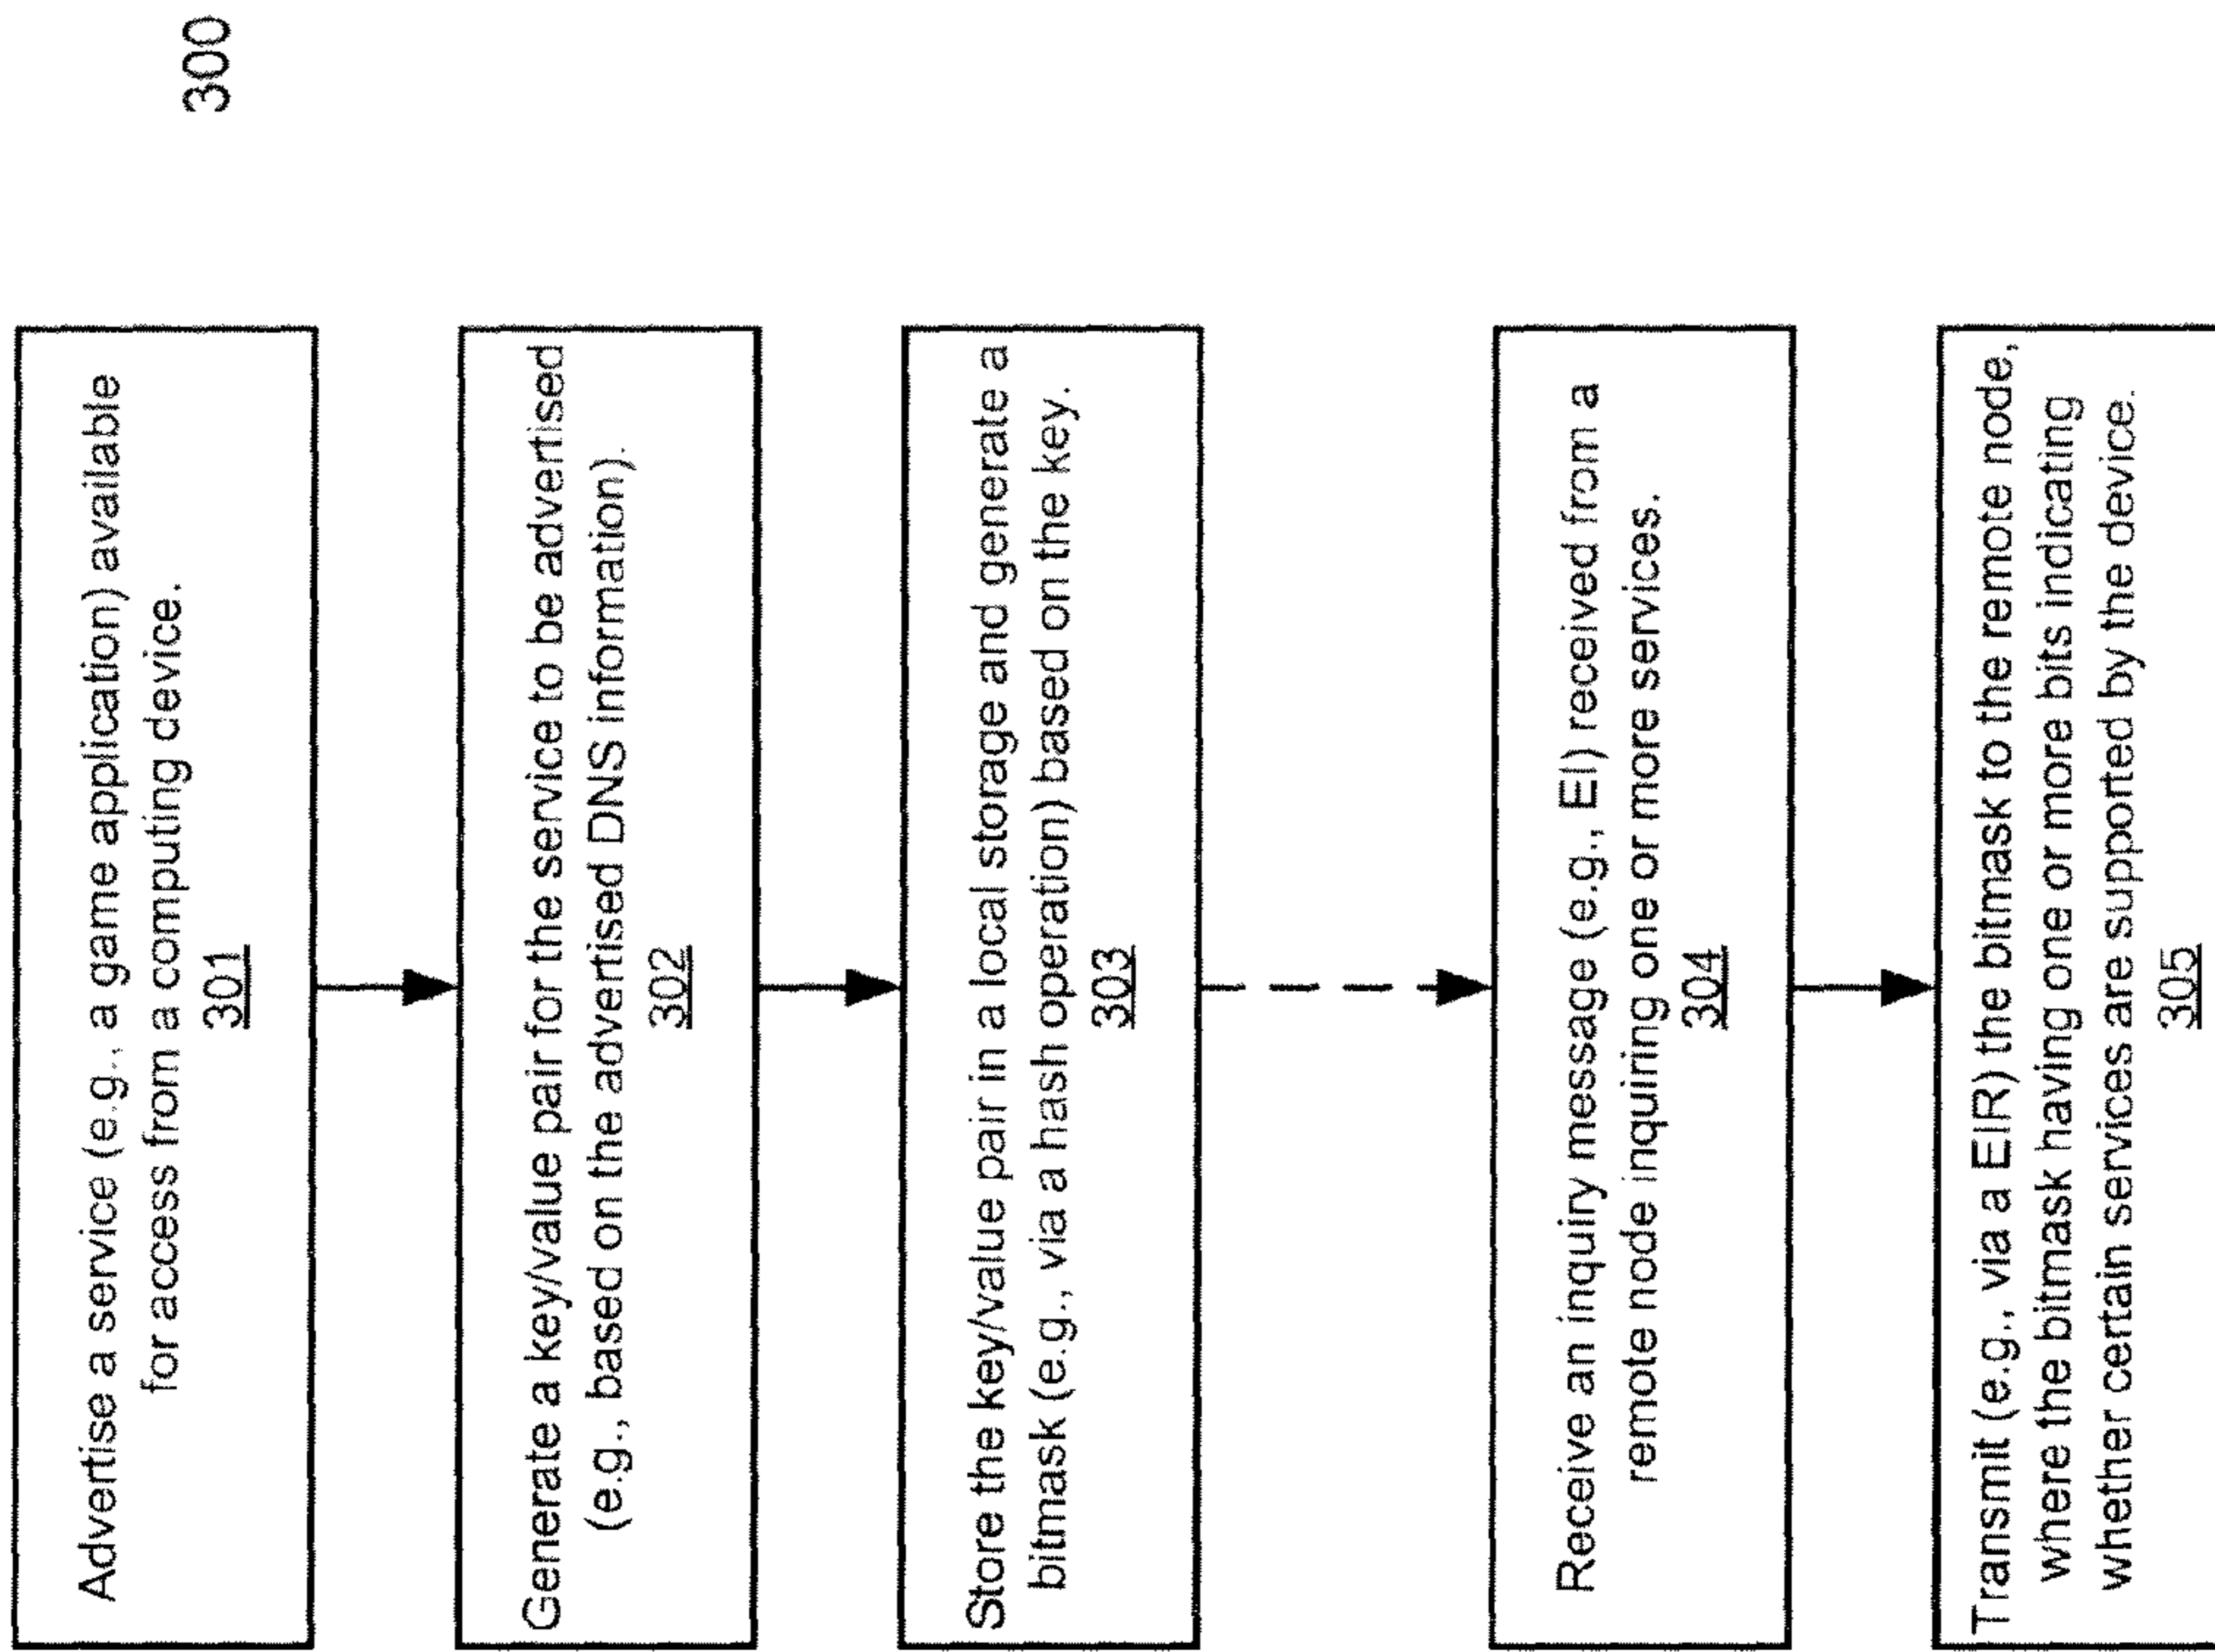 300
Advertise a service (e.g., a game application) available
for access from a computing device.
301
Generate a key/value pair for the service to be advertised
(e.g., based on the advertised DNS information).
302
Store the key/value pair in a local storage and generate a
bitmask (e.g., via a hash operation) based on the key.
303
Receive an inquiry message (e.g., EI) received from a
remote node inquiring one or more services.
304
Transmit (e.g., via a EIR) the bitmask to the remote node,
where the bitmask having one or more bits indicating
whether certain services are supported by the device.
305